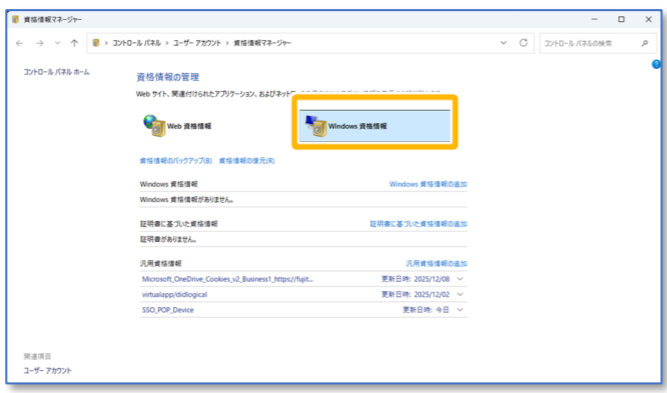 資格情報マネージャー
コントロール パネル > ユーザー アカウント > 資格情報マネージャー
コントロール パネルの検索
コントロール パネル ホーム
資格情報の管理
Web サイト、関連付けられたアプリケーション、およびネット
Web 資格情報
Windows 資格情報
資格情報のバックアップ(B) 資格情報の復元(R)
Windows 資格情報 Windows 資格情報の追加
Windows 資格情報がありません。
証明書に基づいた資格情報 証明書に基づいた資格情報の追加
証明書がありません。
汎用資格情報 汎用資格情報の追加
Microsoft_OneDrive_Cookies_v2_Business1_https://fujit... 更新日時: 2025/12/08
virtualapp/didlogical 更新日時: 2025/12/02
SSO_POP_Device 更新日時: 今日
関連項目
ユーザー アカウント